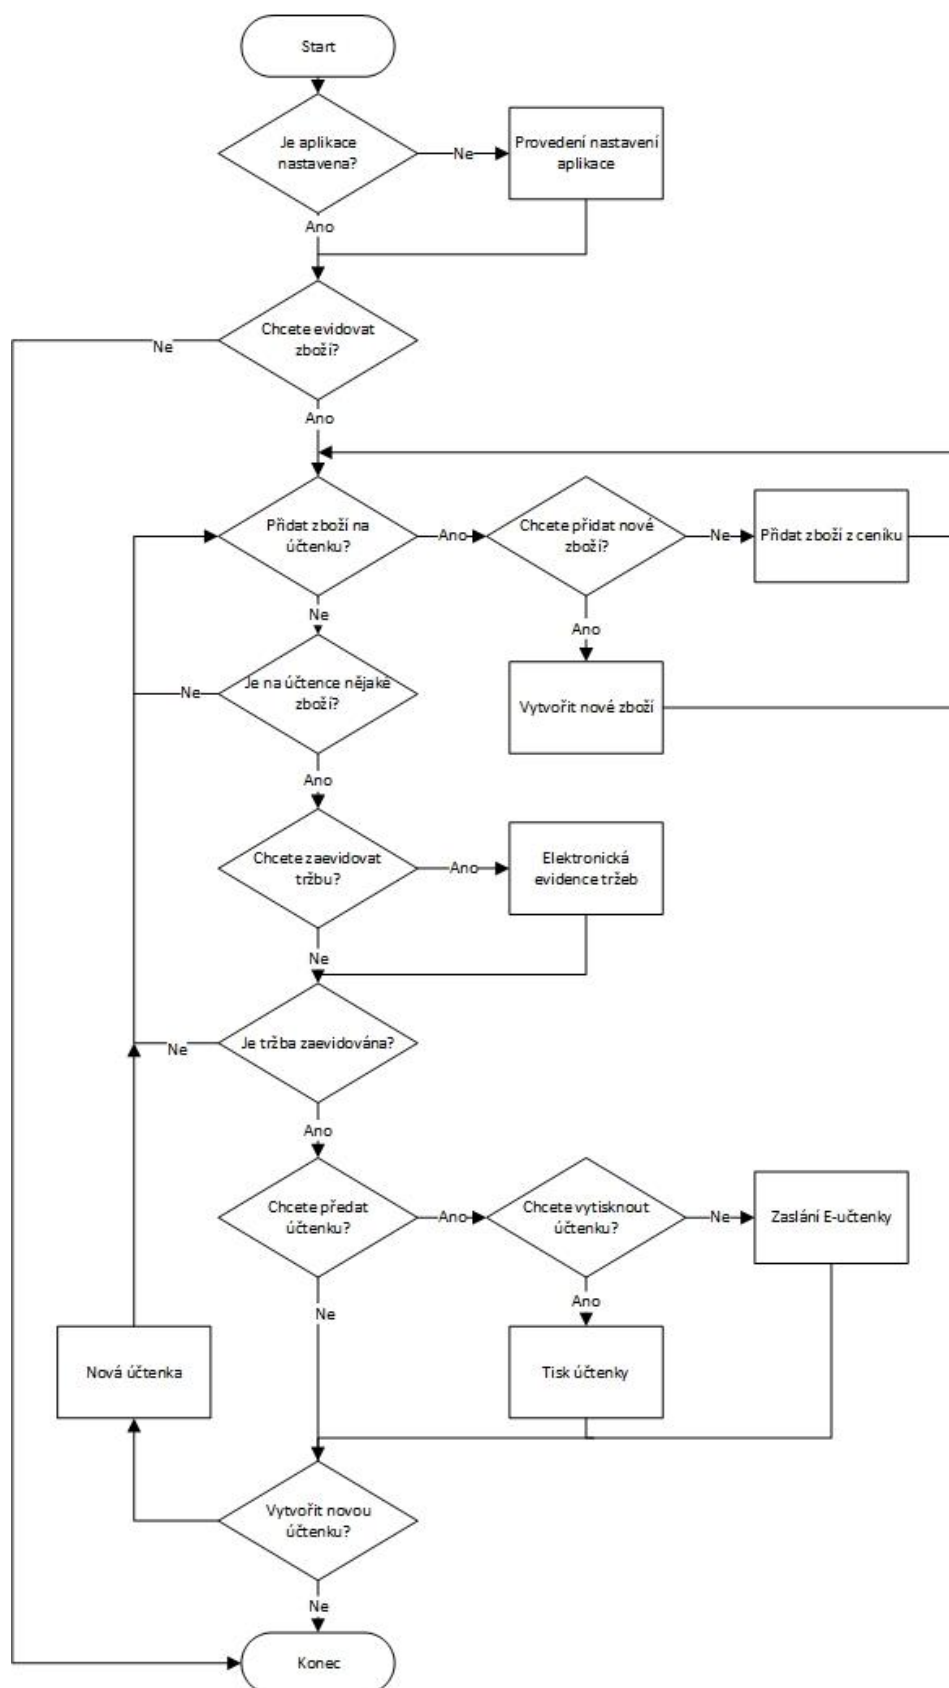 Start
Je aplikace
nastavena?
Ne
Provedení nastavení
aplikace
Ano
Chcete evidovat
zboží?
Ne
Ano
Přidat zboží na
účtenku?
Ano
Chcete přidat nové
zboží?
Ne
Přidat zboží z ceníku
Ne
Ano
Je na účtence nějaké
zboží?
Ne
Vytvořit nové zboží
Ano
Chcete zaevidovat
tržbu?
Ano
Elektronická
evidence tržeb
Ne
Je tržba zaevidována?
Ne
Ano
Chcete předat
účtenku?
Ano
Chcete vytisknout
účtenku?
Ne
Zaslání E-účtenky
Ne
Ano
Nová účtenka
Tisk účtenky
Vytvořit novou
účtenku?
Ne
Konec